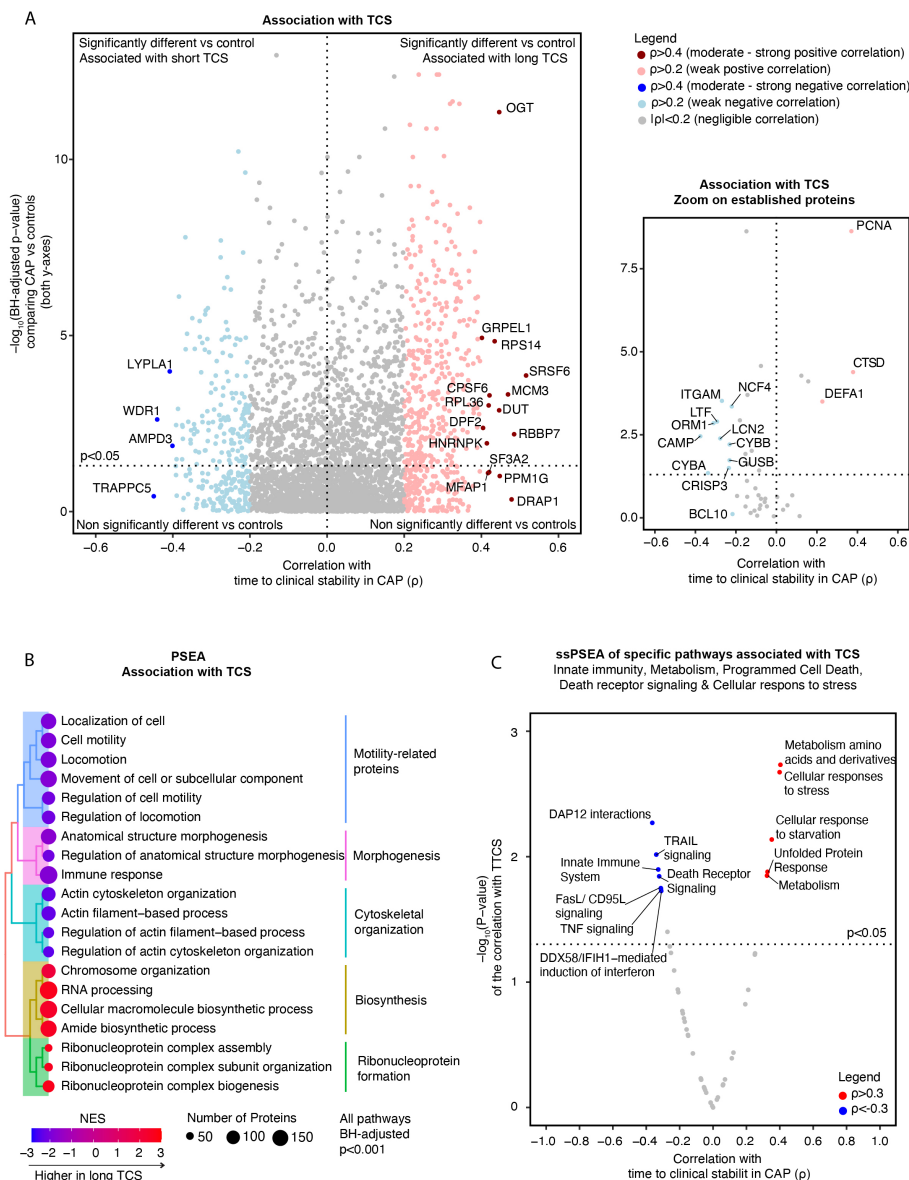 A
Association with TCS
Significantly different vs control
Associated with short TCS
Significantly different vs control
Associated with long TCS
OGT
GRPEL1
RPS14
SRSF6
CPSF6
MCM3
RPL36
DUT
DPF2
RBBP7
HNRNPK
SF3A2
PPM1G
MFAP1
DRAP1
LYPLA1
WDR1
AMPD3
TRAPPC5
p<0.05
Non significantly different vs controls
Non significantly different vs controls
10
5
0
−log10(BH-adjusted p-value)
comparing CAP vs controls
(both y-axes)
−0.6 −0.4 −0.2 0.0 0.2 0.4 0.6
Correlation with
time to clinical stability in CAP (ρ)
Legend
ρ>0.4 (moderate - strong positive correlation)
ρ>0.2 (weak postive correlation)
ρ>0.4 (moderate - strong negative correlation)
ρ>0.2 (weak negative correlation)
|ρ|<0.2 (negligible correlation)
Association with TCS
Zoom on established proteins
PCNA
CTSD
DEFA1
ITGAM
NCF4
LTF
ORM1
LCN2
CAMP
CYBB
CYBA
GUSB
CRISP3
BCL10
7.5
5.0
2.5
0.0
−0.6 −0.4 −0.2 0.0 0.2 0.4 0.6
Correlation with
time to clinical stability in CAP (ρ)
B
PSEA
Association with TCS
Localization of cell
Cell motility
Locomotion
Movement of cell or subcellular component
Regulation of cell motility
Regulation of locomotion
Anatomical structure morphogenesis
Regulation of anatomical structure morphogenesis
Immune response
Actin cytoskeleton organization
Actin filament−based process
Regulation of actin filament−based process
Regulation of actin cytoskeleton organization
Chromosome organization
RNA processing
Cellular macromolecule biosynthetic process
Amide biosynthetic process
Ribonucleoprotein complex assembly
Ribonucleoprotein complex subunit organization
Ribonucleoprotein complex biogenesis
Motility-related
proteins
Morphogenesis
Cytoskeletal
organization
Biosynthesis
Ribonucleoprotein
formation
NES
−3 −2 −1 0 1 2 3
Higher in long TCS
Number of Proteins
50 100 150
All pathways
BH-adjusted
p<0.001
C
ssPSEA of specific pathways associated with TCS
Innate immunity, Metabolism, Programmed Cell Death,
Death receptor signaling & Cellular respons to stress
Metabolism amino
acids and derivatives
Cellular responses
to stress
Cellular response
to starvation
Unfolded Protein
Response
Metabolism
DAP12 interactions
TRAIL
signaling
Innate Immune
System
Death Receptor
Signaling
FasL/ CD95L
signaling
TNF signaling
DDX58/IFIH1−mediated
induction of interferon
p<0.05
3
2
1
0
−log10(P−value)
of the correlation with TTCS
Legend
ρ>0.3
ρ<-0.3
−1.0 −0.8 −0.6 −0.4 −0.2 0.0 0.2 0.4 0.6 0.8 1.0
Correlation with
time to clinical stabilit in CAP (ρ)